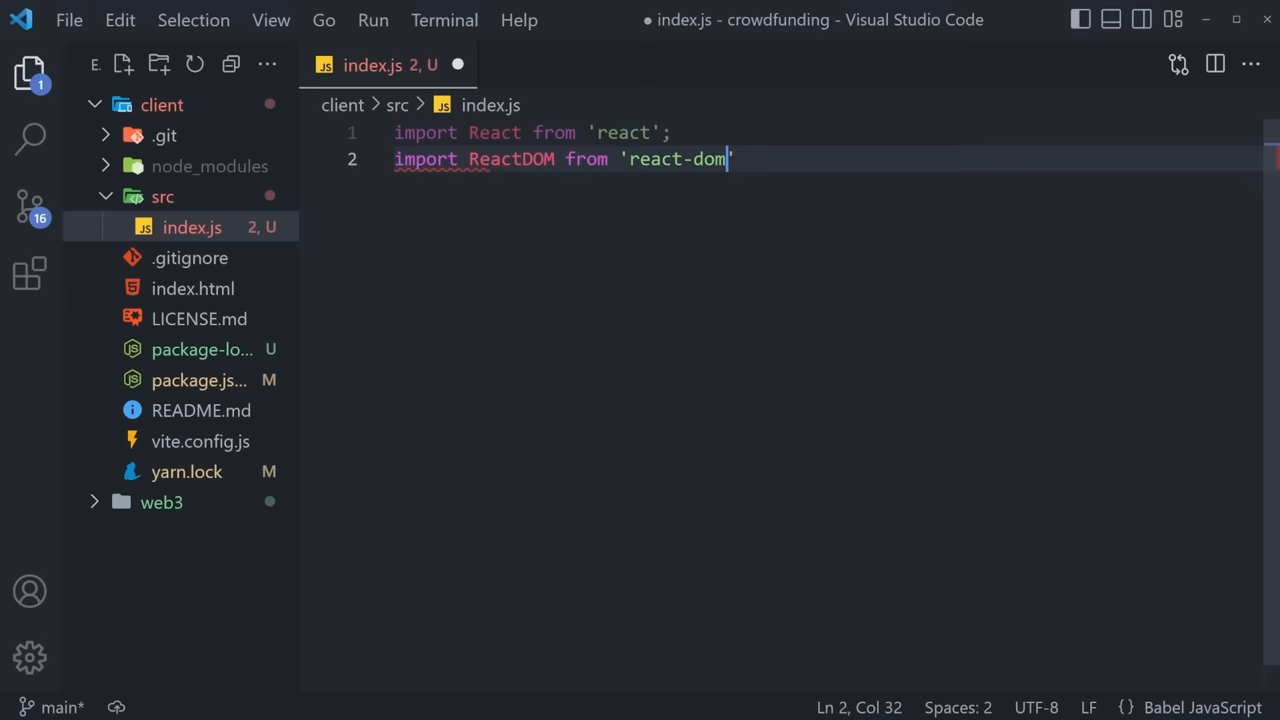 File Edit Selection View Go Run Terminal Help
● index.js - crowdfunding - Visual Studio Code
1
16
E.
client
.git
node_modules
src
index.js 2, U
.gitignore
index.html
LICENSE.md
package-lo... U
package.js... M
README.md
vite.config.js
yarn.lock M
web3
JS index.js 2, U
client > src > JS index.js
1 import React from 'react';
2 import ReactDOM from 'react-dom'
main*
Ln 2, Col 32 Spaces: 2 UTF-8 LF {} Babel JavaScript